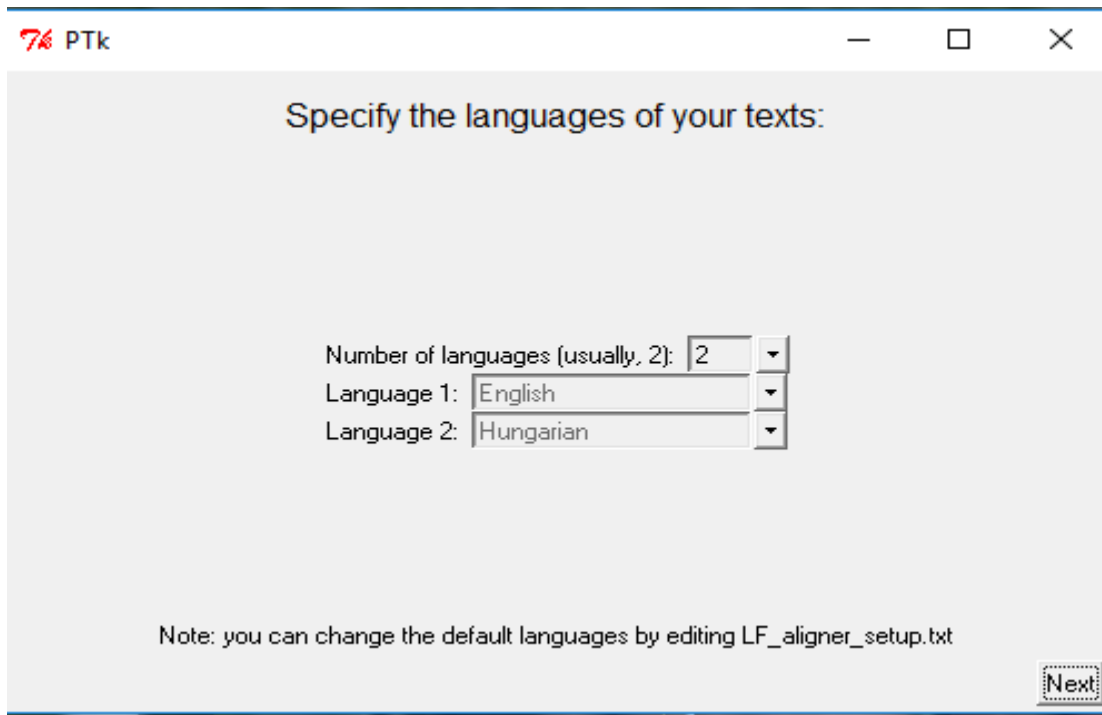 PTk
Specify the languages of your texts:
Number of languages (usually, 2): 2
Language 1: English
Language 2: Hungarian
Note: you can change the default languages by editing LF_aligner_setup.txt
Next